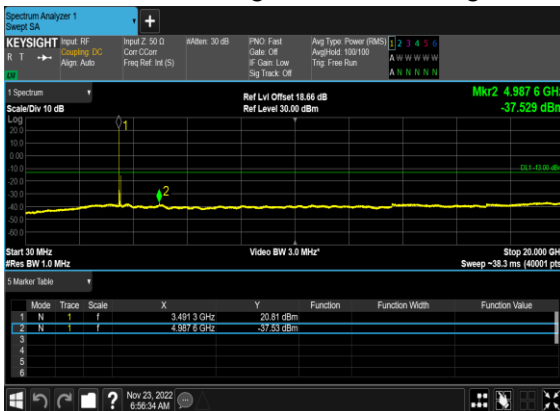 Spectrum Analyzer 1
Swept SA
KEYSIGHT Input: RF Input Z: 50 Ω #Atten: 30 dB PNO: Fast Avg Type: Power (RMS) 1 2 3 4 5 6
R T Coupling: DC Corr CCorr Gate: Off Avg|Hold: 100/100 A W W W W W
Align: Auto Freq Ref: Int (S) IF Gain: Low Trig: Free Run
LV Sig Track: Off A N N N N N
1 Spectrum Ref Lvl Offset 18.66 dB Mkr2 4.987 6 GHz
Scale/Div 10 dB Ref Level 30.00 dBm -37.529 dBm
Log
20.0
10.0
0.00
-10.0
-20.0
-30.0
-40.0
-50.0
-60.0
1
2
DL1 -13.00 dBm
Start 30 MHz Video BW 3.0 MHz* Stop 20.000 GH
#Res BW 1.0 MHz Sweep ~38.3 ms (40001 pts
5 Marker Table
Mode Trace Scale X Y Function Function Width Function Value
1 N 1 f 3.491 3 GHz 20.81 dBm
2 N 1 f 4.987 6 GHz -37.53 dBm
3
4
5
6
? Nov 23, 2022
6:56:34 AM